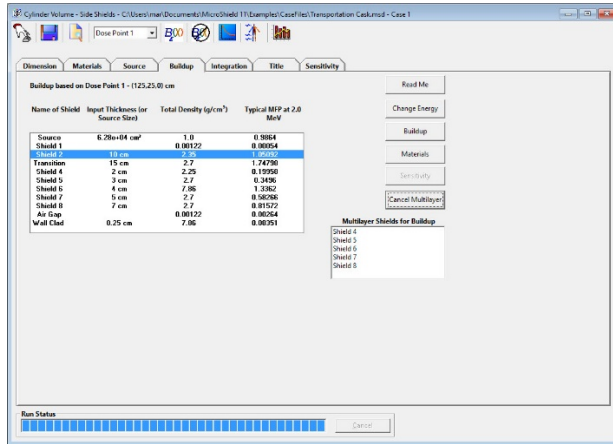 Cylinder Volume - Side Shields - C:\Users\mar\Documents\MicroShield 11\Examples\CaseFiles\Transportation Cask.msd - Case 1
Dose Point 1
Dimension Materials Source Buildup Integration Title Sensitivity
Buildup based on Dose Point 1 - (125,25,0) cm
Read Me
Name of Shield Input Thickness (or Source Size) Total Density (g/cm³) Typical MFP at 2.0 MeV
Change Energy
Buildup
Source 6.28e+04 cm³ 1.0 0.9864
Shield 1 0.00122 0.00054
Shield 2 10 cm 2.35 1.05092
Materials
Transition 15 cm 2.7 1.74798
Shield 4 2 cm 2.25 0.19950
Shield 5 3 cm 2.7 0.3496
Sensitivity
Shield 6 4 cm 7.86 1.3362
Shield 7 5 cm 2.7 0.58266
Shield 8 7 cm 2.7 0.81572
Cancel Multilayer
Air Gap 0.00122 0.00264
Wall Clad 0.25 cm 7.86 0.08351
Multilayer Shields for Buildup
Shield 4
Shield 5
Shield 6
Shield 7
Shield 8
Run Status
Cancel